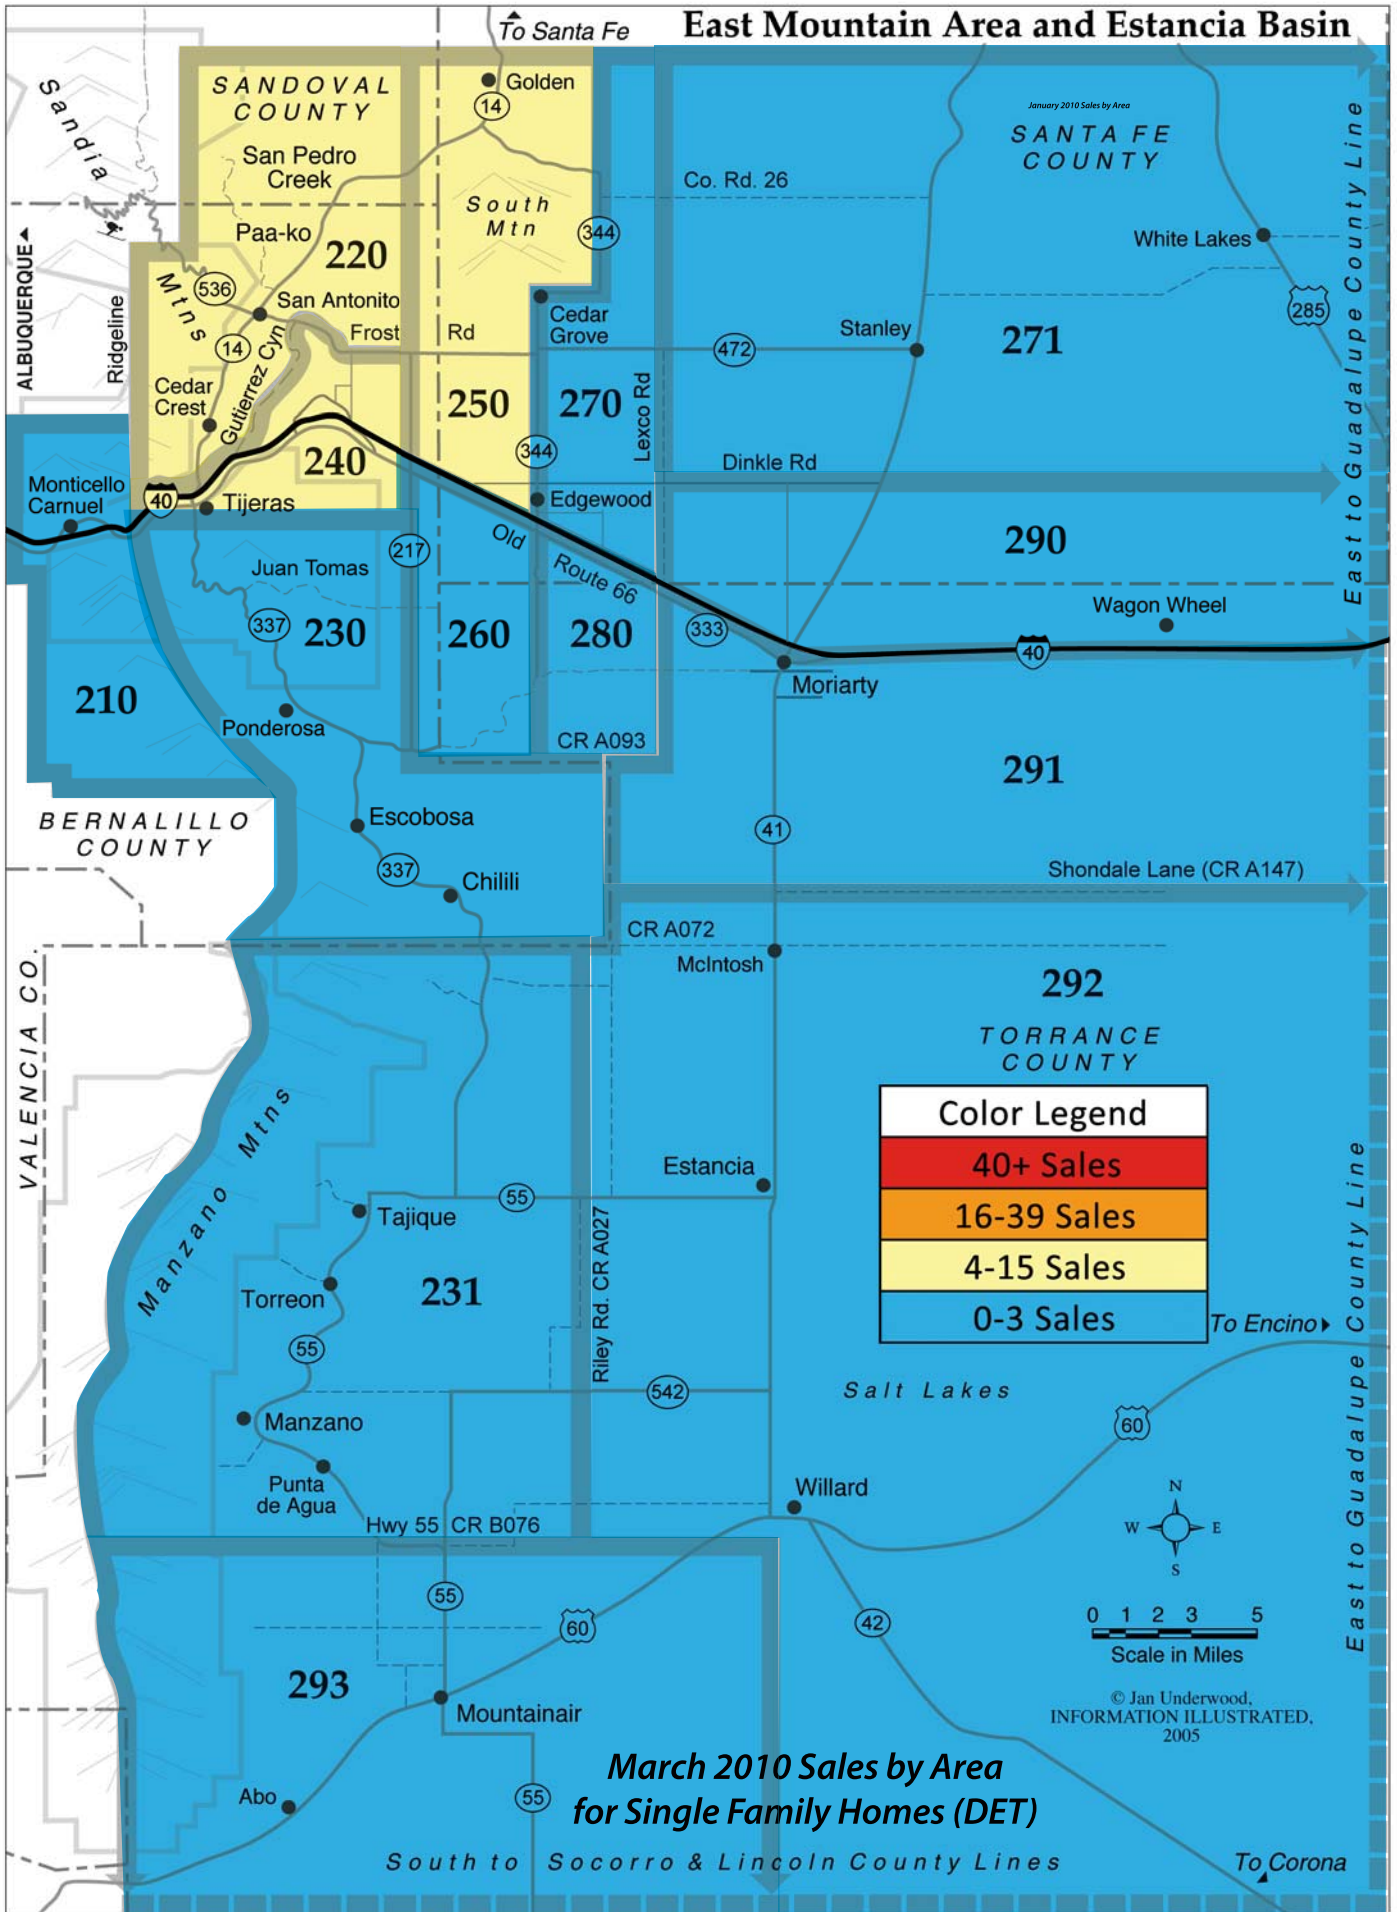 To Santa Fe
East Mountain Area and Estancia Basin
SANDOVAL
COUNTY
Golden
14
January 2010 Sales by Area
SANTA FE
COUNTY
Sandia
Mtns
San Pedro
Creek
Co. Rd. 26
South
Mtn
Paa-ko
220
344
White Lakes
ALBUQUERQUE
Ridgeline
536
San Antonito
Cedar
Grove
285
East to Guadalupe County Line
14
Frost
Rd
472
Stanley
271
Gutierrez Cyn
Cedar
Crest
250
270
Lexco Rd
344
240
Dinkle Rd
Monticello
Carnuel
40
Tijeras
Edgewood
Old
Route 66
290
217
Juan Tomas
Wagon Wheel
337
230
260
280
333
40
Moriarty
210
Ponderosa
CR A093
291
BERNALILLO
COUNTY
Escobosa
41
337
Chilili
Shondale Lane (CR A147)
CR A072
McIntosh
VALENCIA CO.
292
TORRANCE
COUNTY
Manzano Mtns
Color Legend
40+ Sales
16-39 Sales
4-15 Sales
0-3 Sales
Estancia
55
Tajique
Riley Rd. CR A027
231
Torreon
To Encino
East to Guadalupe County Line
55
542
Salt Lakes
60
Manzano
Punta
de Agua
Willard
N
W E
S
Hwy 55 CR B076
55
60
42
0 1 2 3 5
Scale in Miles
293
Mountainair
© Jan Underwood,
INFORMATION ILLUSTRATED,
2005
March 2010 Sales by Area
for Single Family Homes (DET)
Abo
55
South to Socorro & Lincoln County Lines
To Corona